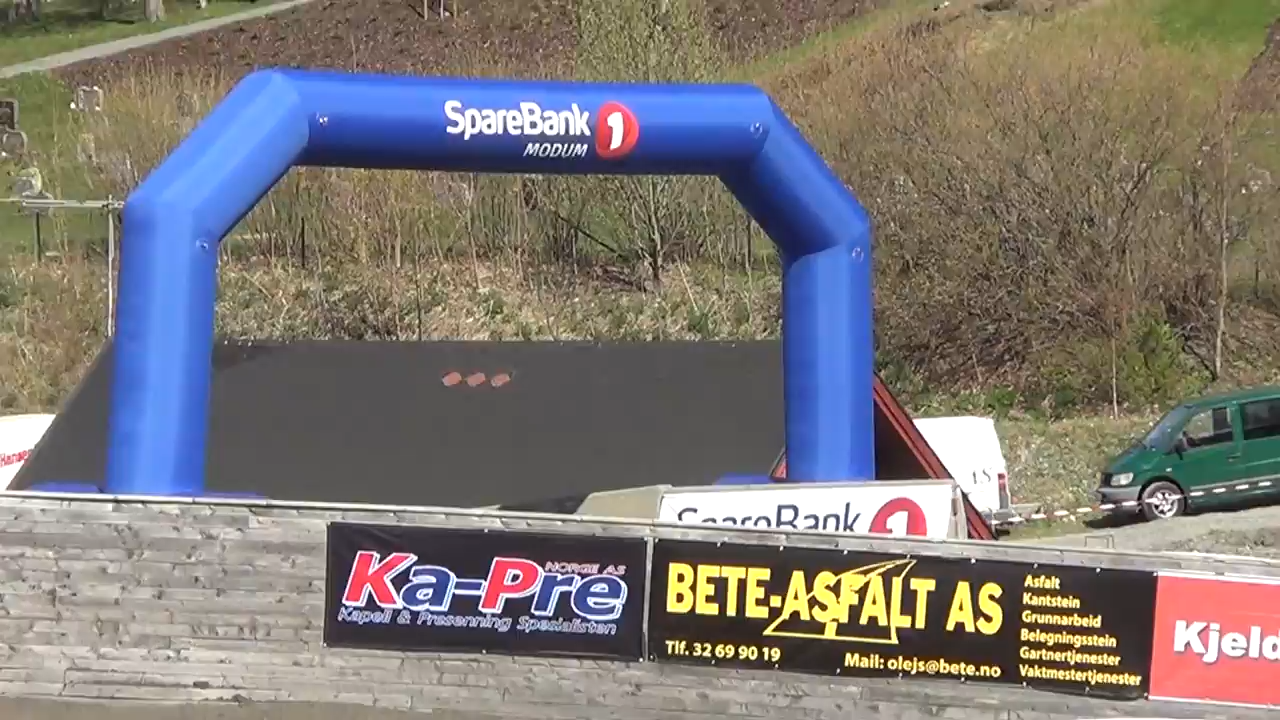 SpareBank 1
MODUM
Hansen
SpareBank 1
Ka-Pre
NORGE AS
Kapell & Presenning Spesialisten
BETE-ASFALT AS
Tlf. 32 69 90 19
Mail: olejs@bete.no
Asfalt
Kantstein
Grunnarbeid
Belegningsstein
Gartnertjenester
Vaktmestertjenester
Kjeld